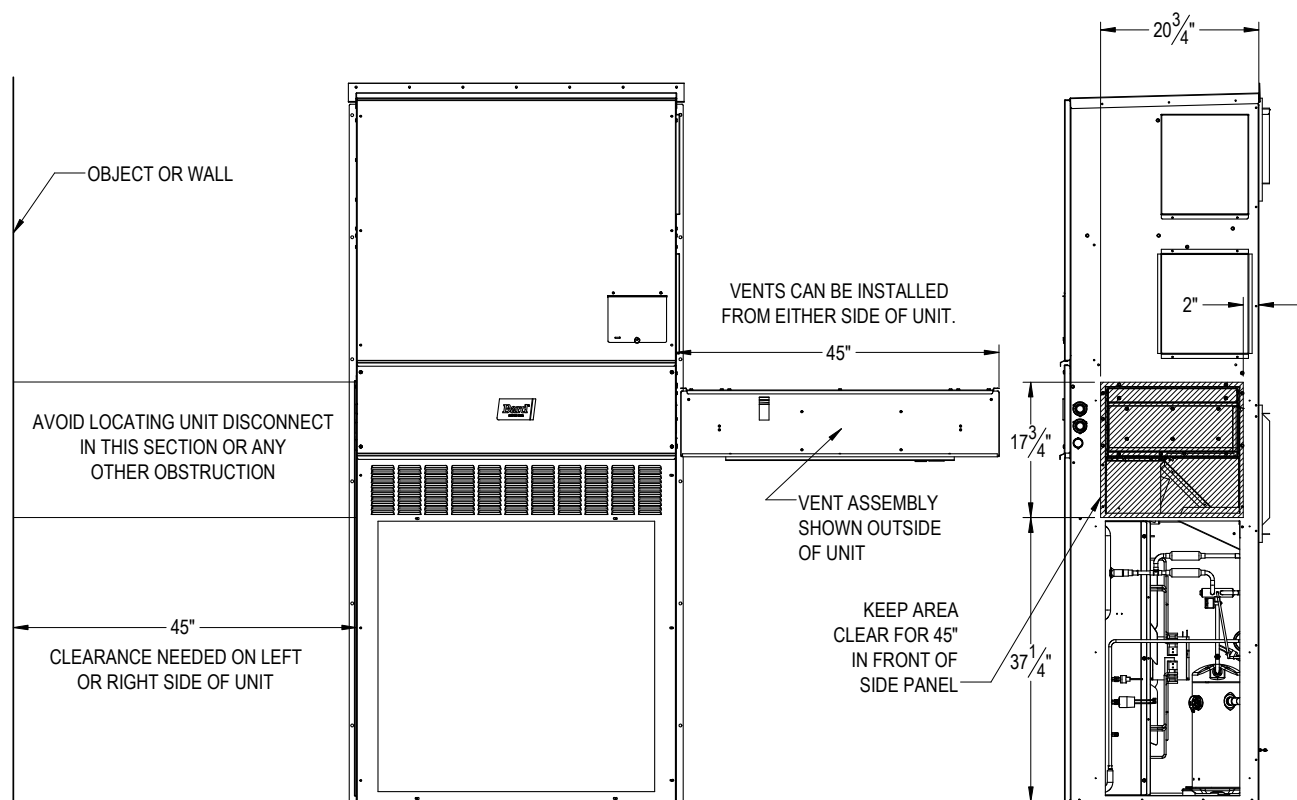 20 3/4"
OBJECT OR WALL
VENTS CAN BE INSTALLED
FROM EITHER SIDE OF UNIT.
2"
45"
AVOID LOCATING UNIT DISCONNECT
IN THIS SECTION OR ANY
OTHER OBSTRUCTION
Bard
17 3/4"
VENT ASSEMBLY
SHOWN OUTSIDE
OF UNIT
KEEP AREA
CLEAR FOR 45"
IN FRONT OF
SIDE PANEL
37 1/4"
45"
CLEARANCE NEEDED ON LEFT
OR RIGHT SIDE OF UNIT